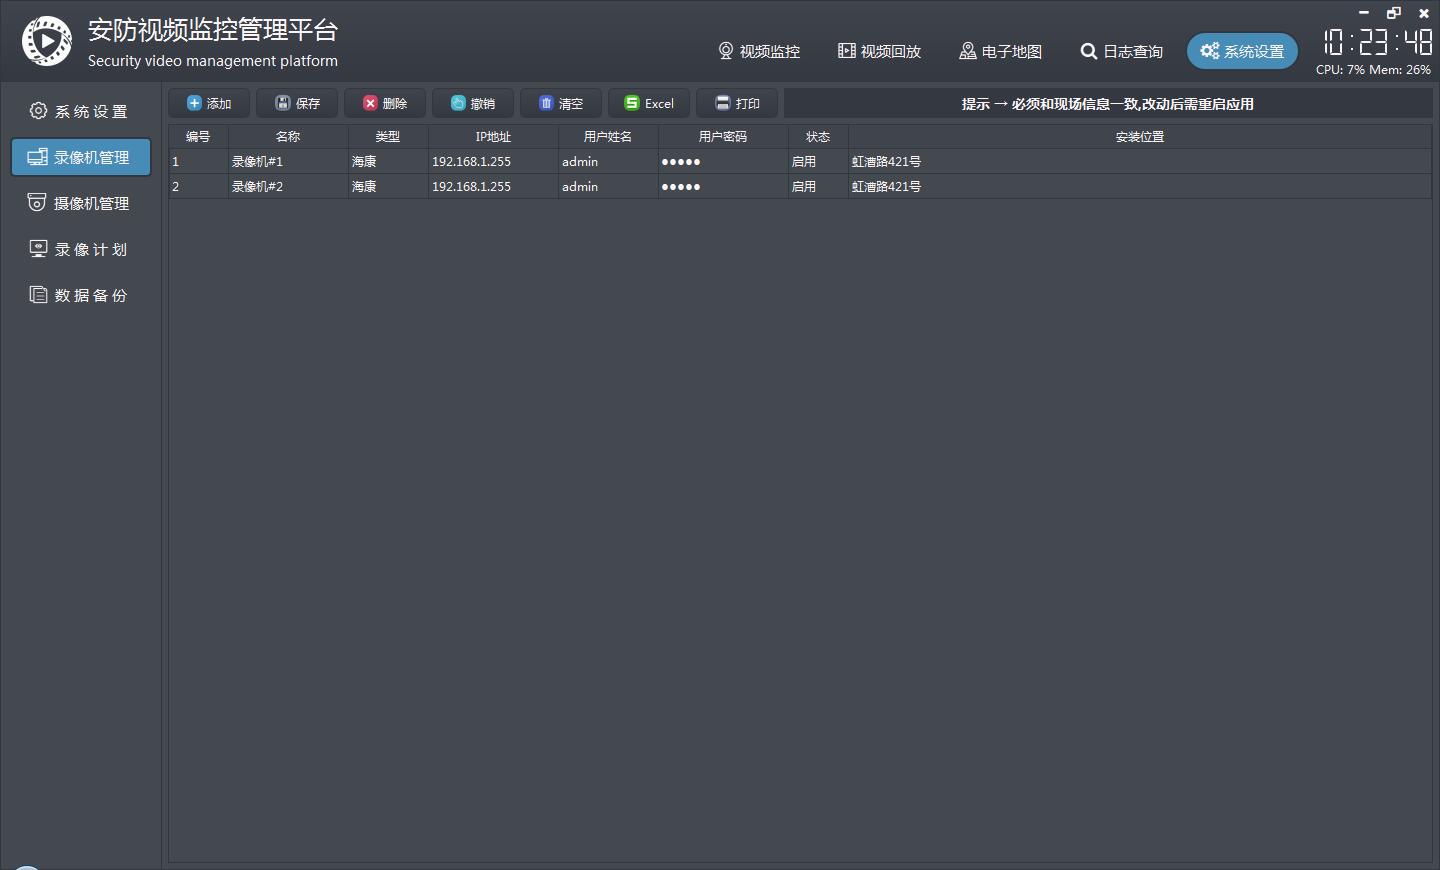 安防视频监控管理平台
Security video management platform
视频监控 视频回放 电子地图 日志查询 系统设置
10:23:48
CPU: 7% Mem: 26%
系统设置
录像机管理
摄像机管理
录像计划
数据备份
添加 保存 删除 撤销 清空 Excel 打印 提示 → 必须和现场信息一致,改动后需重启应用
编号 名称 类型 IP地址 用户姓名 用户密码 状态 安装位置
1 录像机#1 海康 192.168.1.255 admin ●●●●● 启用 虹漕路421号
2 录像机#2 海康 192.168.1.255 admin ●●●●● 启用 虹漕路421号